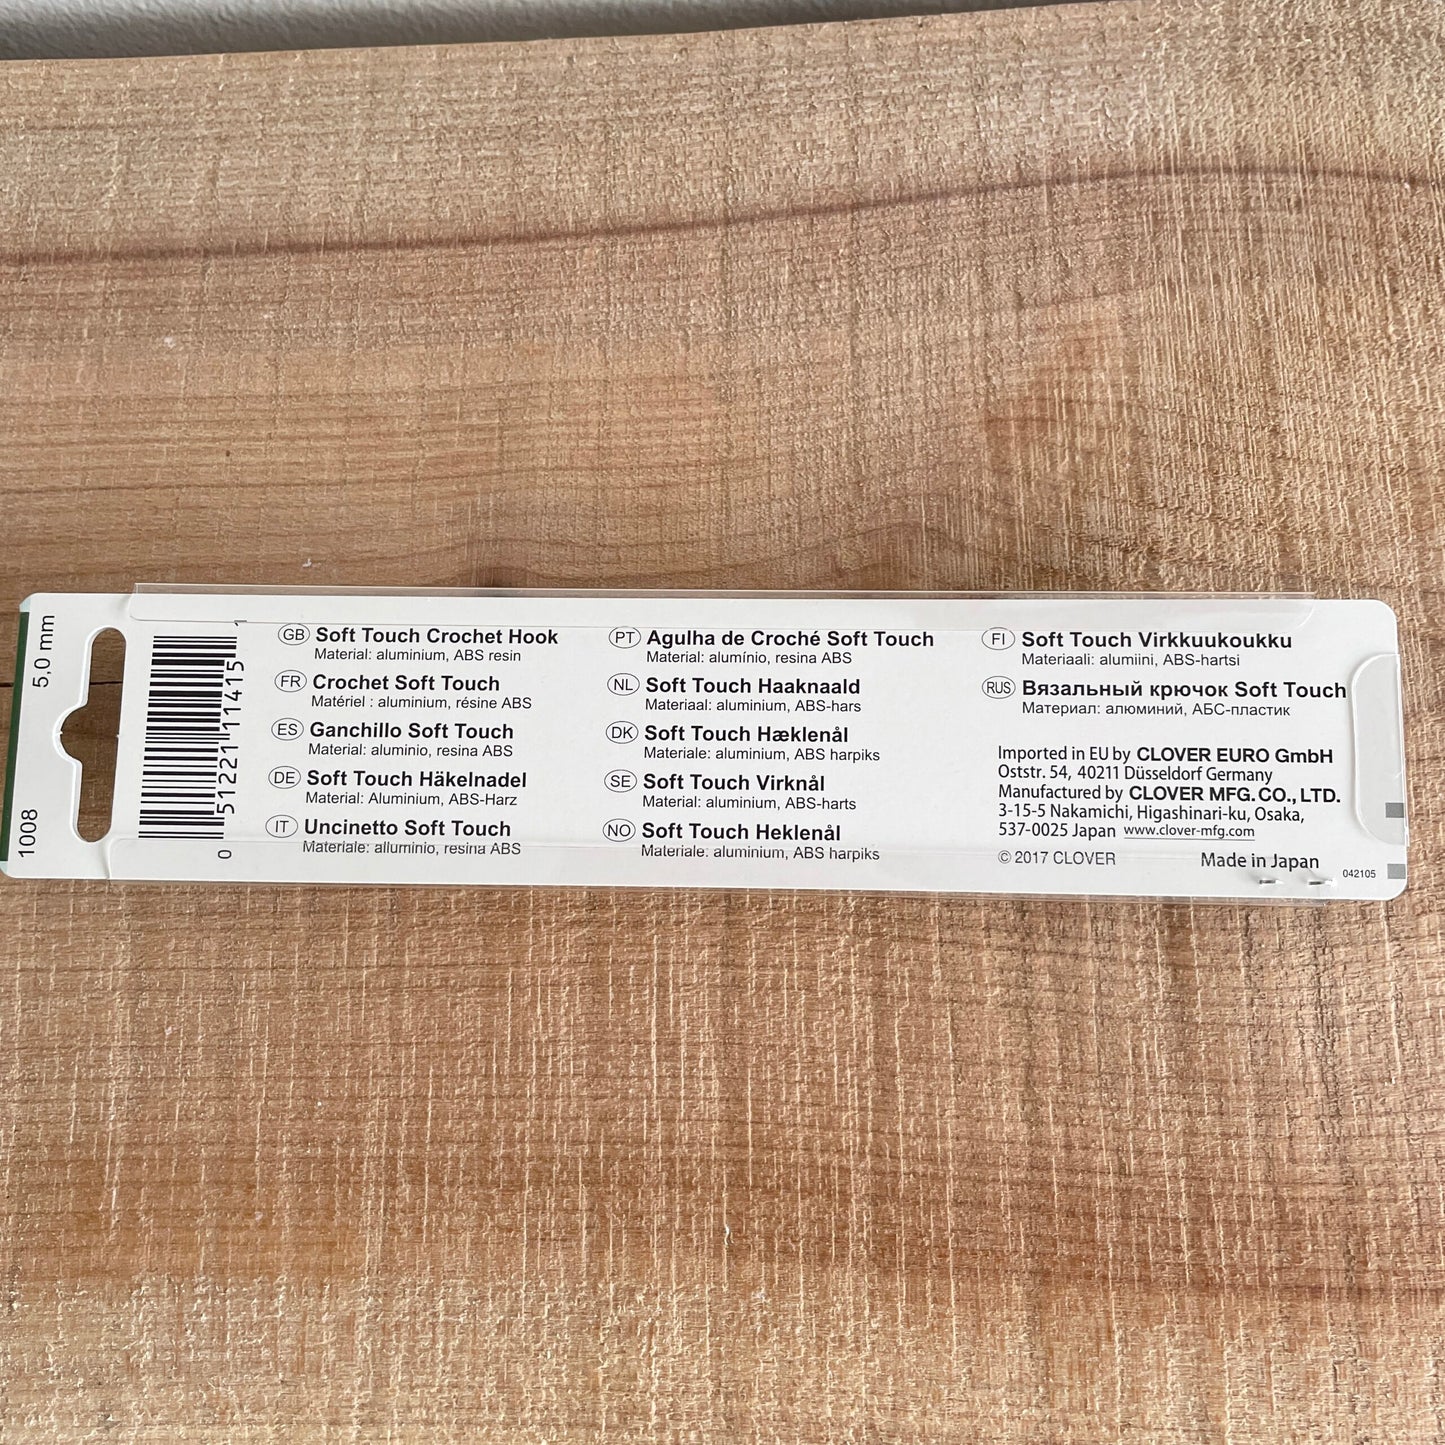 5,0 mm
1008
0 51221 11415 1
GB Soft Touch Crochet Hook
Material: aluminium, ABS resin
FR Crochet Soft Touch
Matériel : aluminium, résine ABS
ES Ganchillo Soft Touch
Material: aluminio, resina ABS
DE Soft Touch Häkelnadel
Material: Aluminium, ABS-Harz
IT Uncinetto Soft Touch
Materiale: alluminio, resina ABS
PT Agulha de Croché Soft Touch
Material: alumínio, resina ABS
NL Soft Touch Haaknaald
Materiaal: aluminium, ABS-hars
DK Soft Touch Hæklenål
Materiale: aluminium, ABS harpiks
SE Soft Touch Virknål
Material: aluminium, ABS-harts
NO Soft Touch Heklenål
Materiale: aluminium, ABS harpiks
FI Soft Touch Virkkuukoukku
Materiaali: alumiini, ABS-hartsi
RUS Вязальный крючок Soft Touch
Материал: алюминий, АБС-пластик
Imported in EU by CLOVER EURO GmbH
Oststr. 54, 40211 Düsseldorf Germany
Manufactured by CLOVER MFG.CO., LTD.
3-15-5 Nakamichi, Higashinari-ku, Osaka,
537-0025 Japan www.clover-mfg.com
© 2017 CLOVER Made in Japan
042105